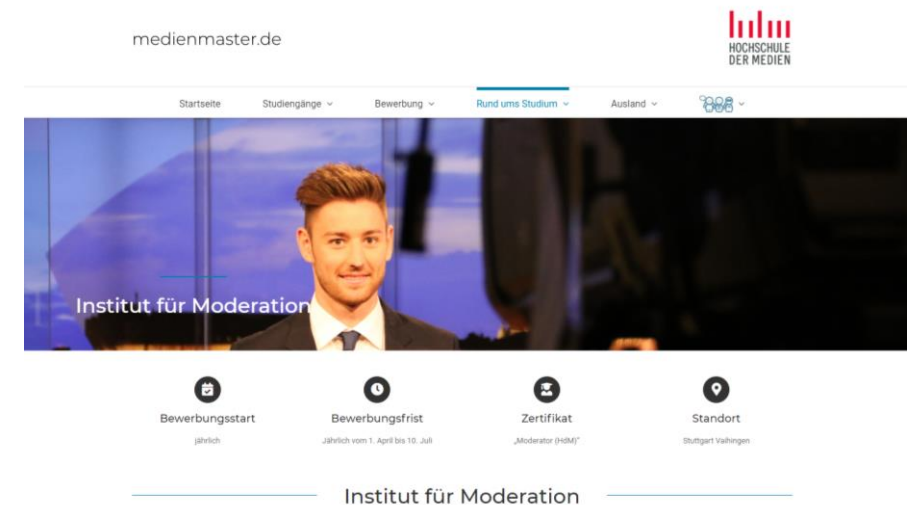 medienmaster.de
HOCHSCHULE
DER MEDIEN
Startseite Studiengänge Bewerbung Rund ums Studium Ausland
Institut für Moderation
Bewerbungsstart Bewerbungsfrist Zertifikat Standort
jährlich Jährlich vom 1. April bis 10. Juli „Moderator (HdM)" Stuttgart Vaihingen
Institut für Moderation